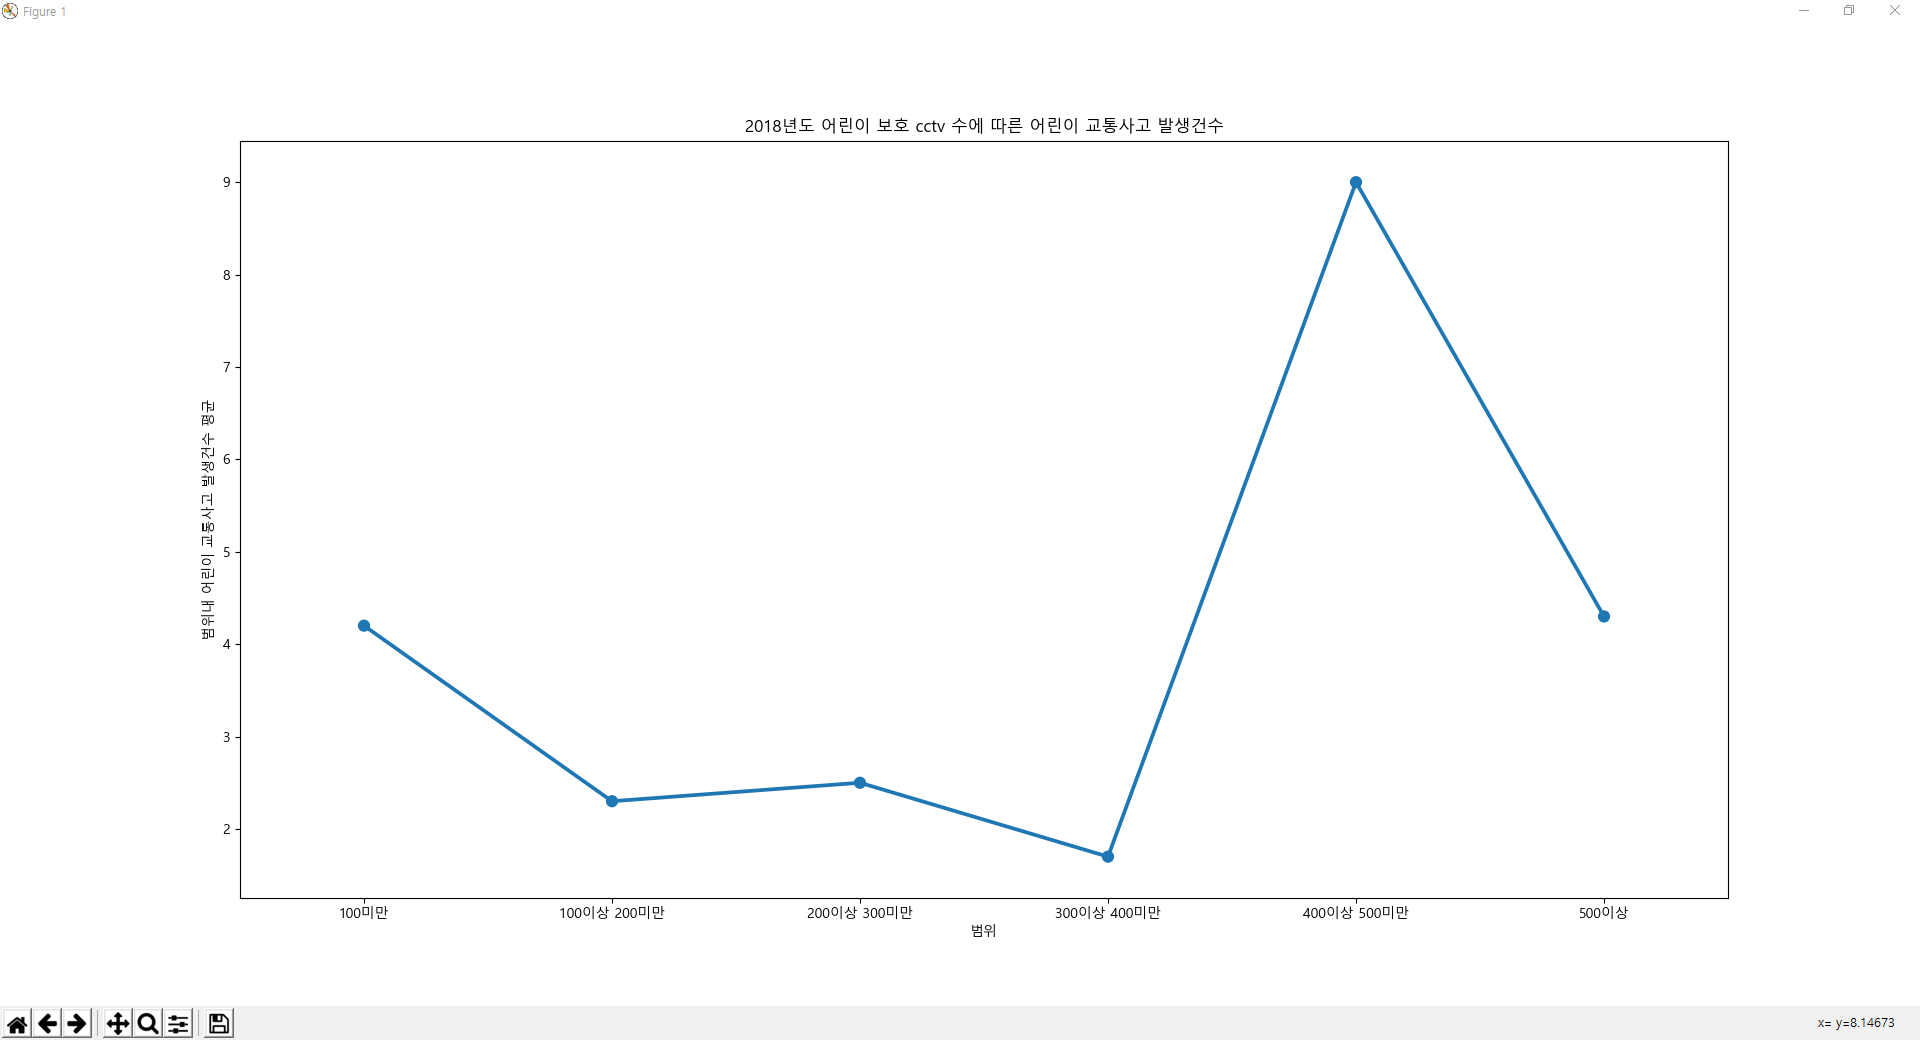 Figure 1
2018년도 어린이 보호 cctv 수에 따른 어린이 교통사고 발생건수
범위내 어린이 교통사고 발생건수 평균
9
8
7
6
5
4
3
2
100미만 100이상 200미만 200이상 300미만 300이상 400미만 400이상 500미만 500이상
범위
x= y=8.14673